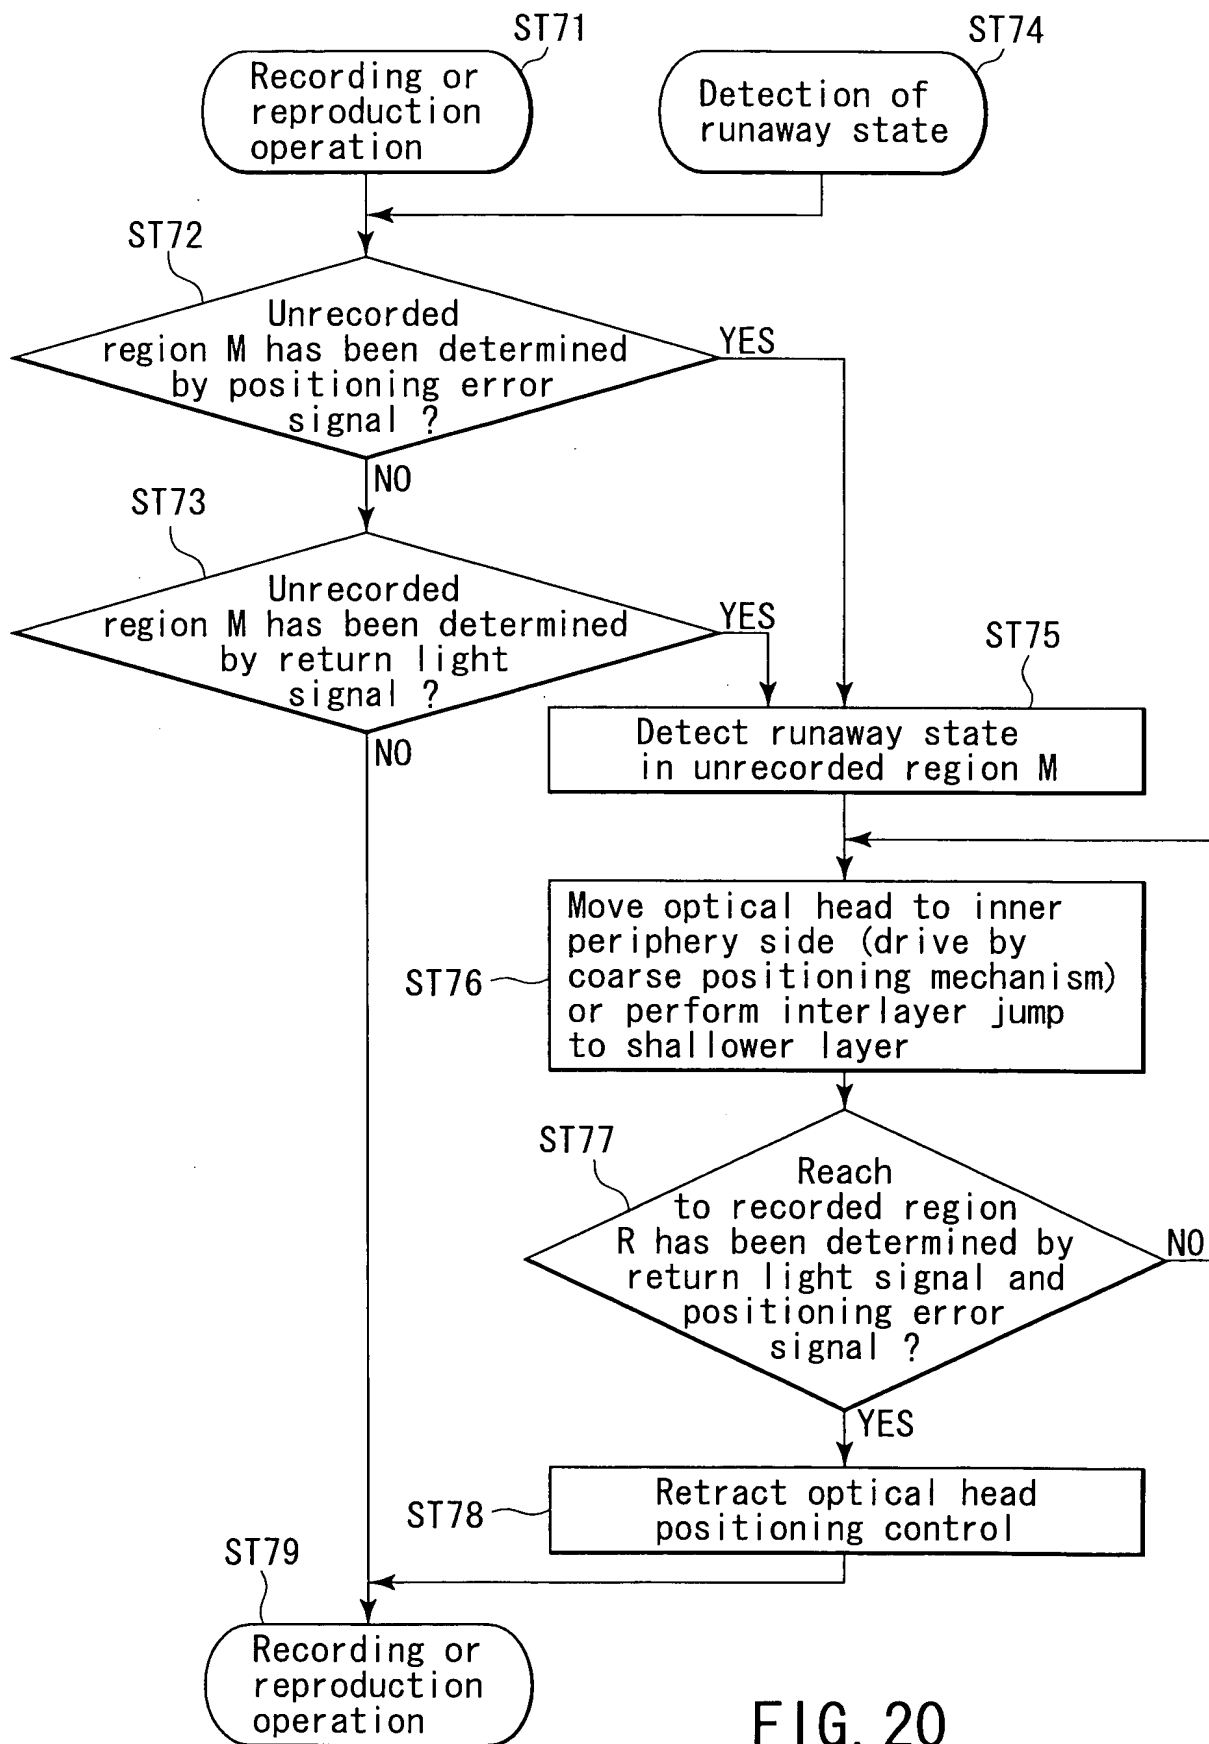 ST71
Recording or
reproduction
operation
ST74
Detection of
runaway state
ST72
Unrecorded
region M has been determined
by positioning error
signal ?
YES
NO
ST73
Unrecorded
region M has been determined
by return light
signal ?
YES
NO
ST75
Detect runaway state
in unrecorded region M
ST76
Move optical head to inner
periphery side (drive by
coarse positioning mechanism)
or perform interlayer jump
to shallower layer
ST77
Reach
to recorded region
R has been determined by
return light signal and
positioning error
signal ?
NO
YES
ST78
Retract optical head
positioning control
ST79
Recording or
reproduction
operation
FIG. 20